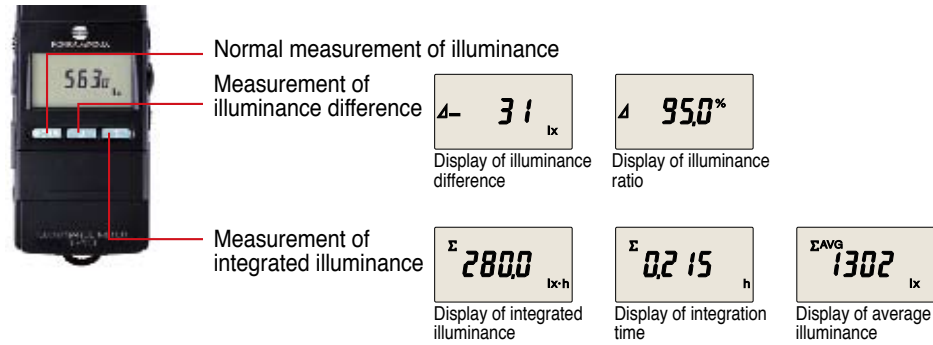 KONICA MINOLTA
Normal measurement of illuminance
Measurement of
illuminance difference
Δ– 31 lx
Display of illuminance
difference
Δ 95.0%
Display of illuminance
ratio
Measurement of
integrated illuminance
Σ 280.0 lx·h
Display of integrated
illuminance
Σ 0.215 h
Display of integration
time
ΣAVG 1302 lx
Display of average
illuminance